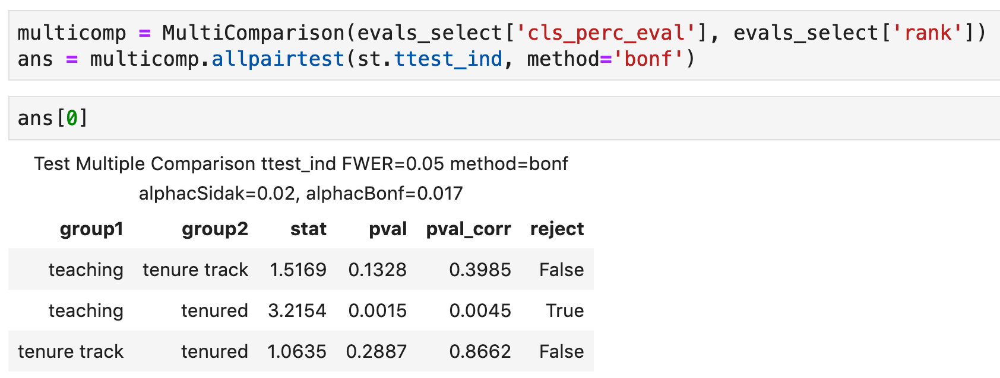 multicomp = MultiComparison(evals_select['cls_perc_eval'], evals_select['rank'])
ans = multicomp.allpairtest(st.ttest_ind, method='bonf')
ans[0]
Test Multiple Comparison ttest_ind FWER=0.05 method=bonf
alphacSidak=0.02, alphacBonf=0.017
group1 group2 stat pval pval_corr reject
teaching tenure track 1.5169 0.1328 0.3985 False
teaching tenured 3.2154 0.0015 0.0045 True
tenure track tenured 1.0635 0.2887 0.8662 False